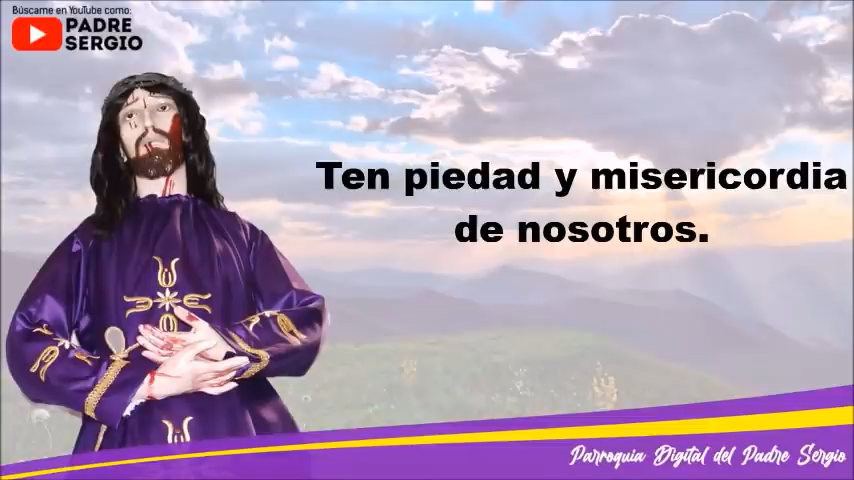 Búscame en YouTube como:
PADRE
SERGIO
Ten piedad y misericordia
de nosotros.
Parroquia Digital del Padre Sergio